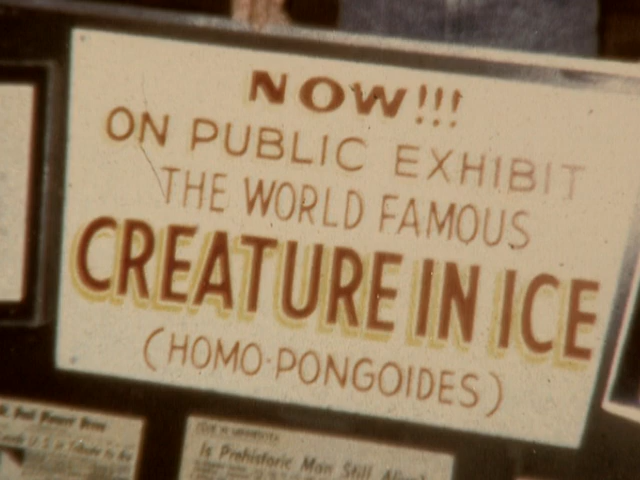 NOW!!!
ON PUBLIC EXHIBIT
THE WORLD FAMOUS
CREATURE IN ICE
(HOMO-PONGOIDES)
Is Prehistoric Man Still Alive?